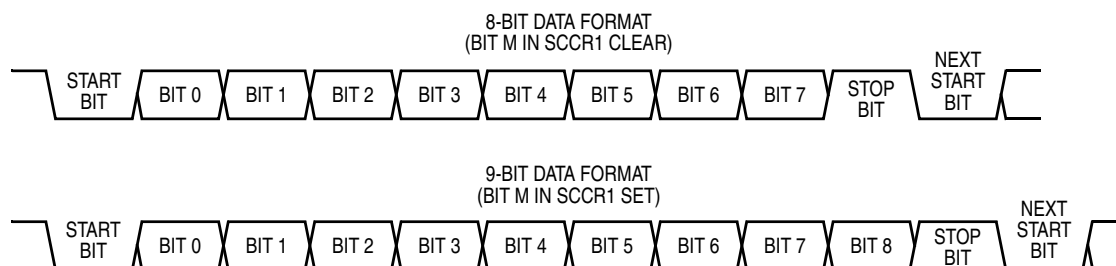 8-BIT DATA FORMAT
(BIT M IN SCCR1 CLEAR)
START BIT
BIT 0
BIT 1
BIT 2
BIT 3
BIT 4
BIT 5
BIT 6
BIT 7
STOP BIT
NEXT START BIT
9-BIT DATA FORMAT
(BIT M IN SCCR1 SET)
START BIT
BIT 0
BIT 1
BIT 2
BIT 3
BIT 4
BIT 5
BIT 6
BIT 7
BIT 8
STOP BIT
NEXT START BIT